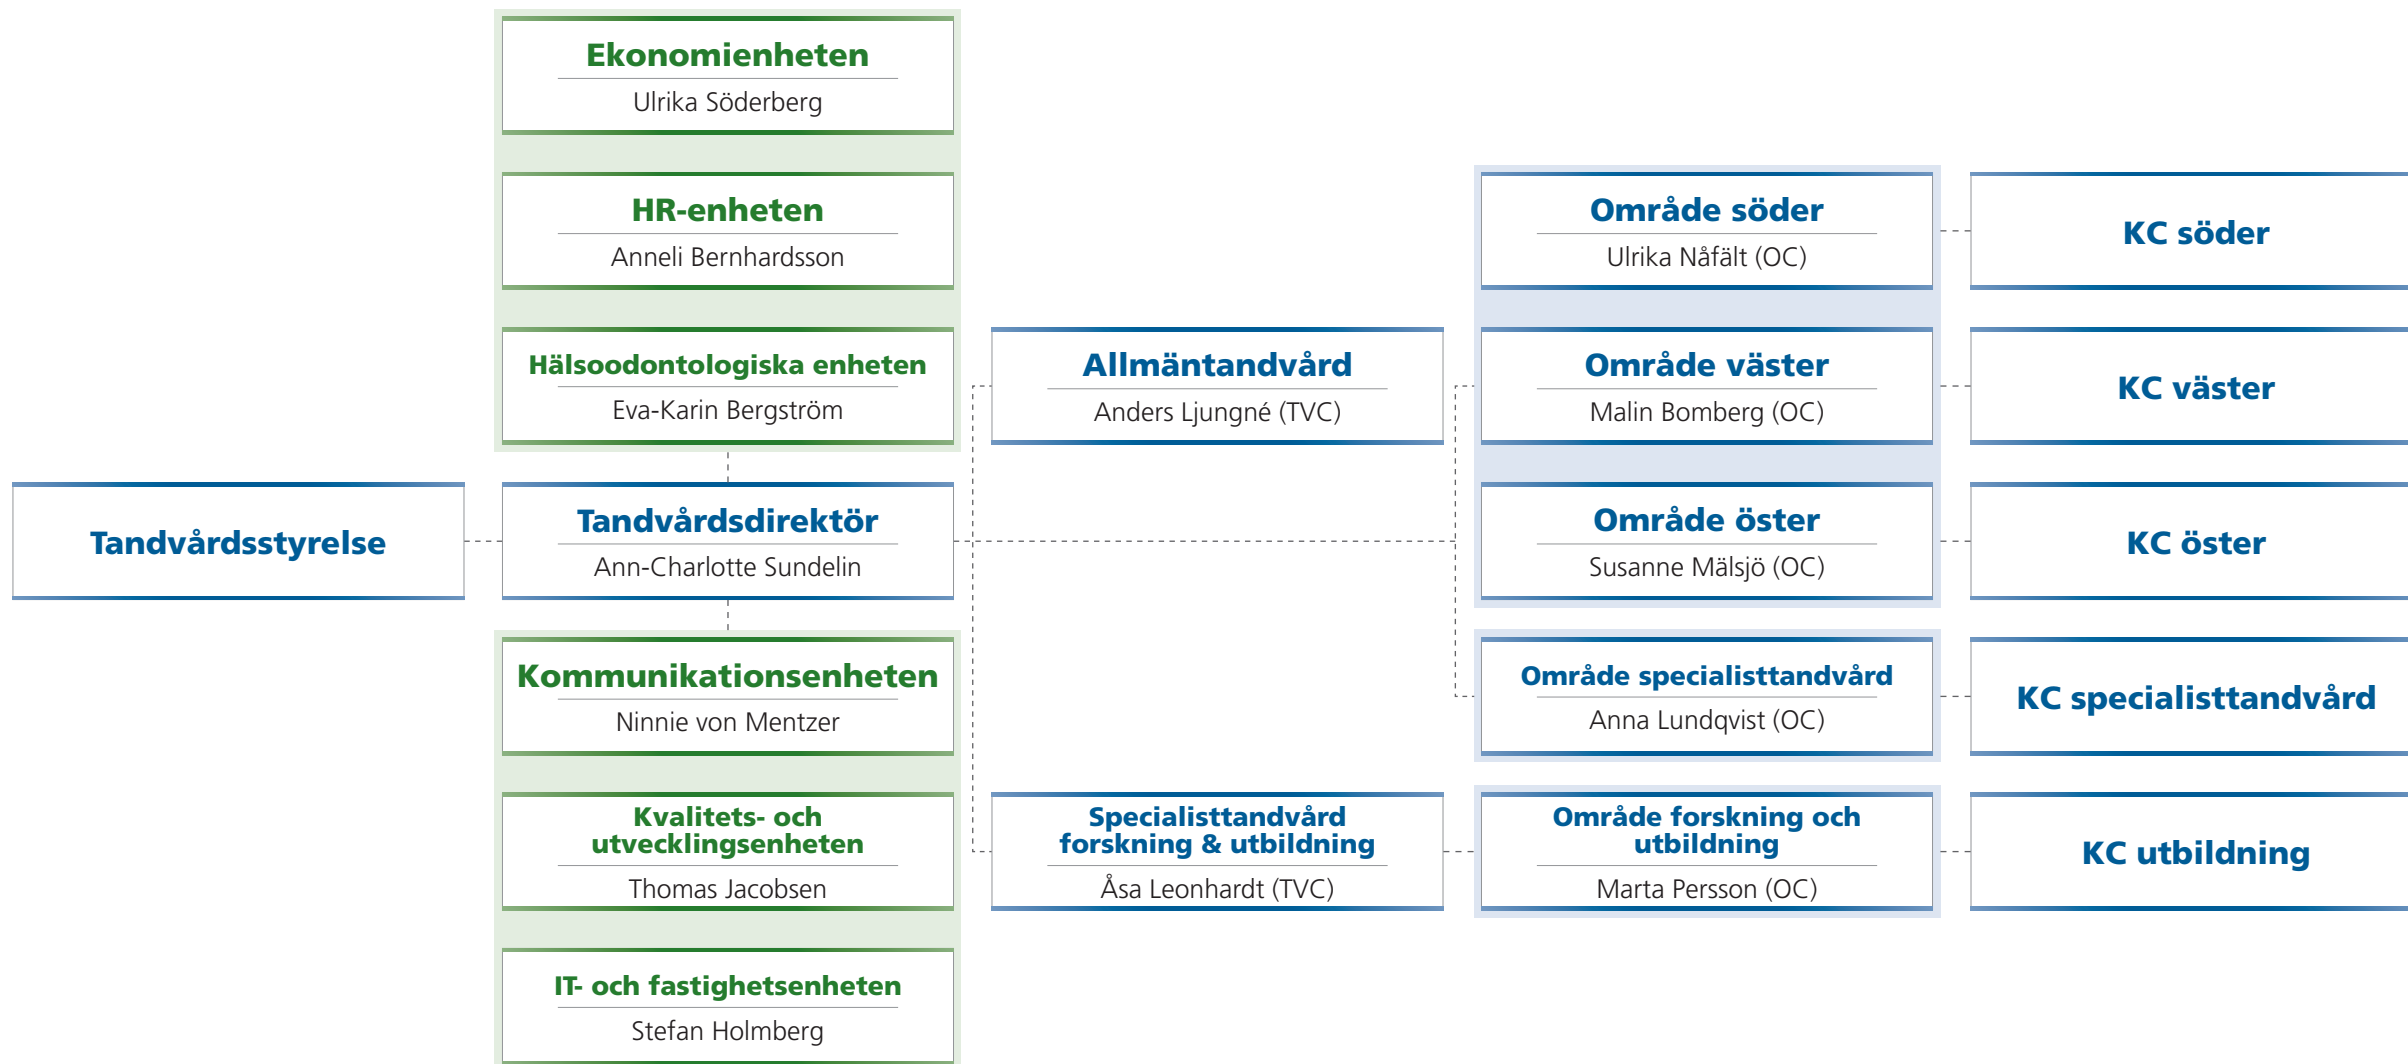 Ekonomienheten
Ulrika Söderberg
HR-enheten
Anneli Bernhardsson
Hälsoodontologiska enheten
Eva-Karin Bergström
Tandvårdsstyrelse
Tandvårdsdirektör
Ann-Charlotte Sundelin
Kommunikationsenheten
Ninnie von Mentzer
Kvalitets- och
utvecklingsenheten
Thomas Jacobsen
IT- och fastighetsenheten
Stefan Holmberg
Allmäntandvård
Anders Ljungné (TVC)
Specialisttandvård
forskning & utbildning
Åsa Leonhardt (TVC)
Område söder
Ulrika Nåfält (OC)
Område väster
Malin Bomberg (OC)
Område öster
Susanne Mälsjö (OC)
Område specialisttandvård
Anna Lundqvist (OC)
Område forskning och
utbildning
Marta Persson (OC)
KC söder
KC väster
KC öster
KC specialisttandvård
KC utbildning